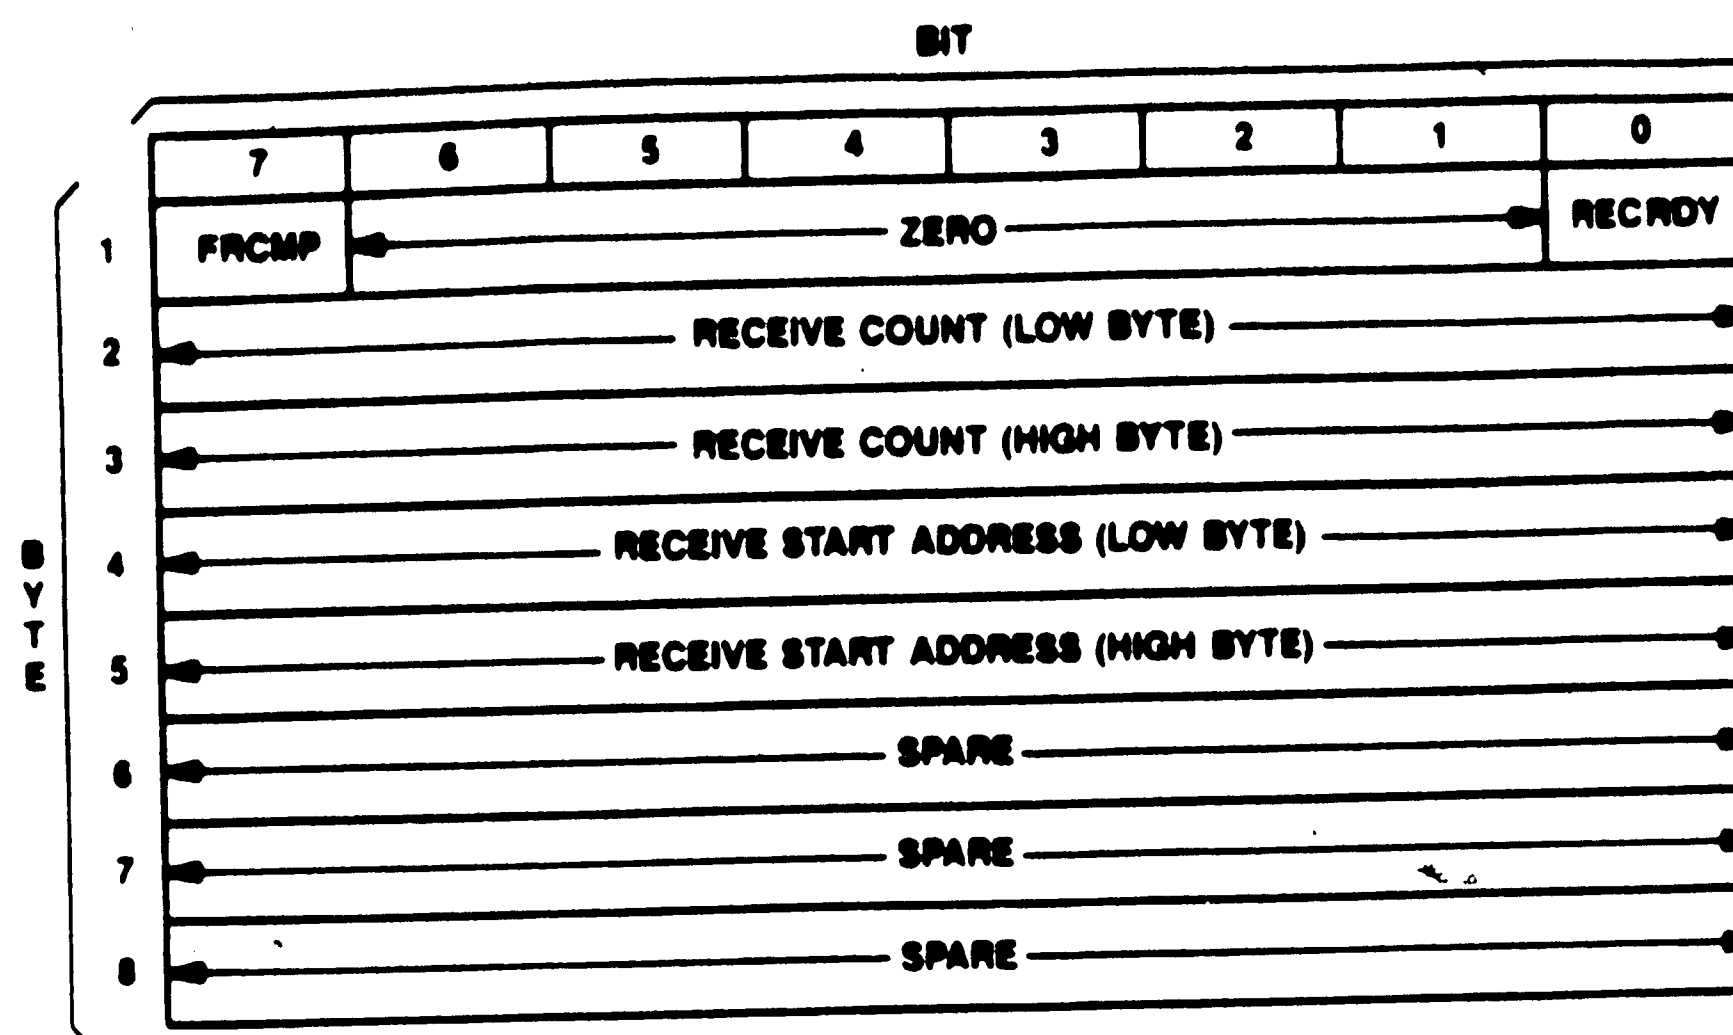 BIT
7 6 5 4 3 2 1 0
1 FRCMP ZERO RECRDY
2 RECEIVE COUNT (LOW BYTE)
3 RECEIVE COUNT (HIGH BYTE)
4 RECEIVE START ADDRESS (LOW BYTE)
BYTE
5 RECEIVE START ADDRESS (HIGH BYTE)
6 SPARE
7 SPARE
8 SPARE